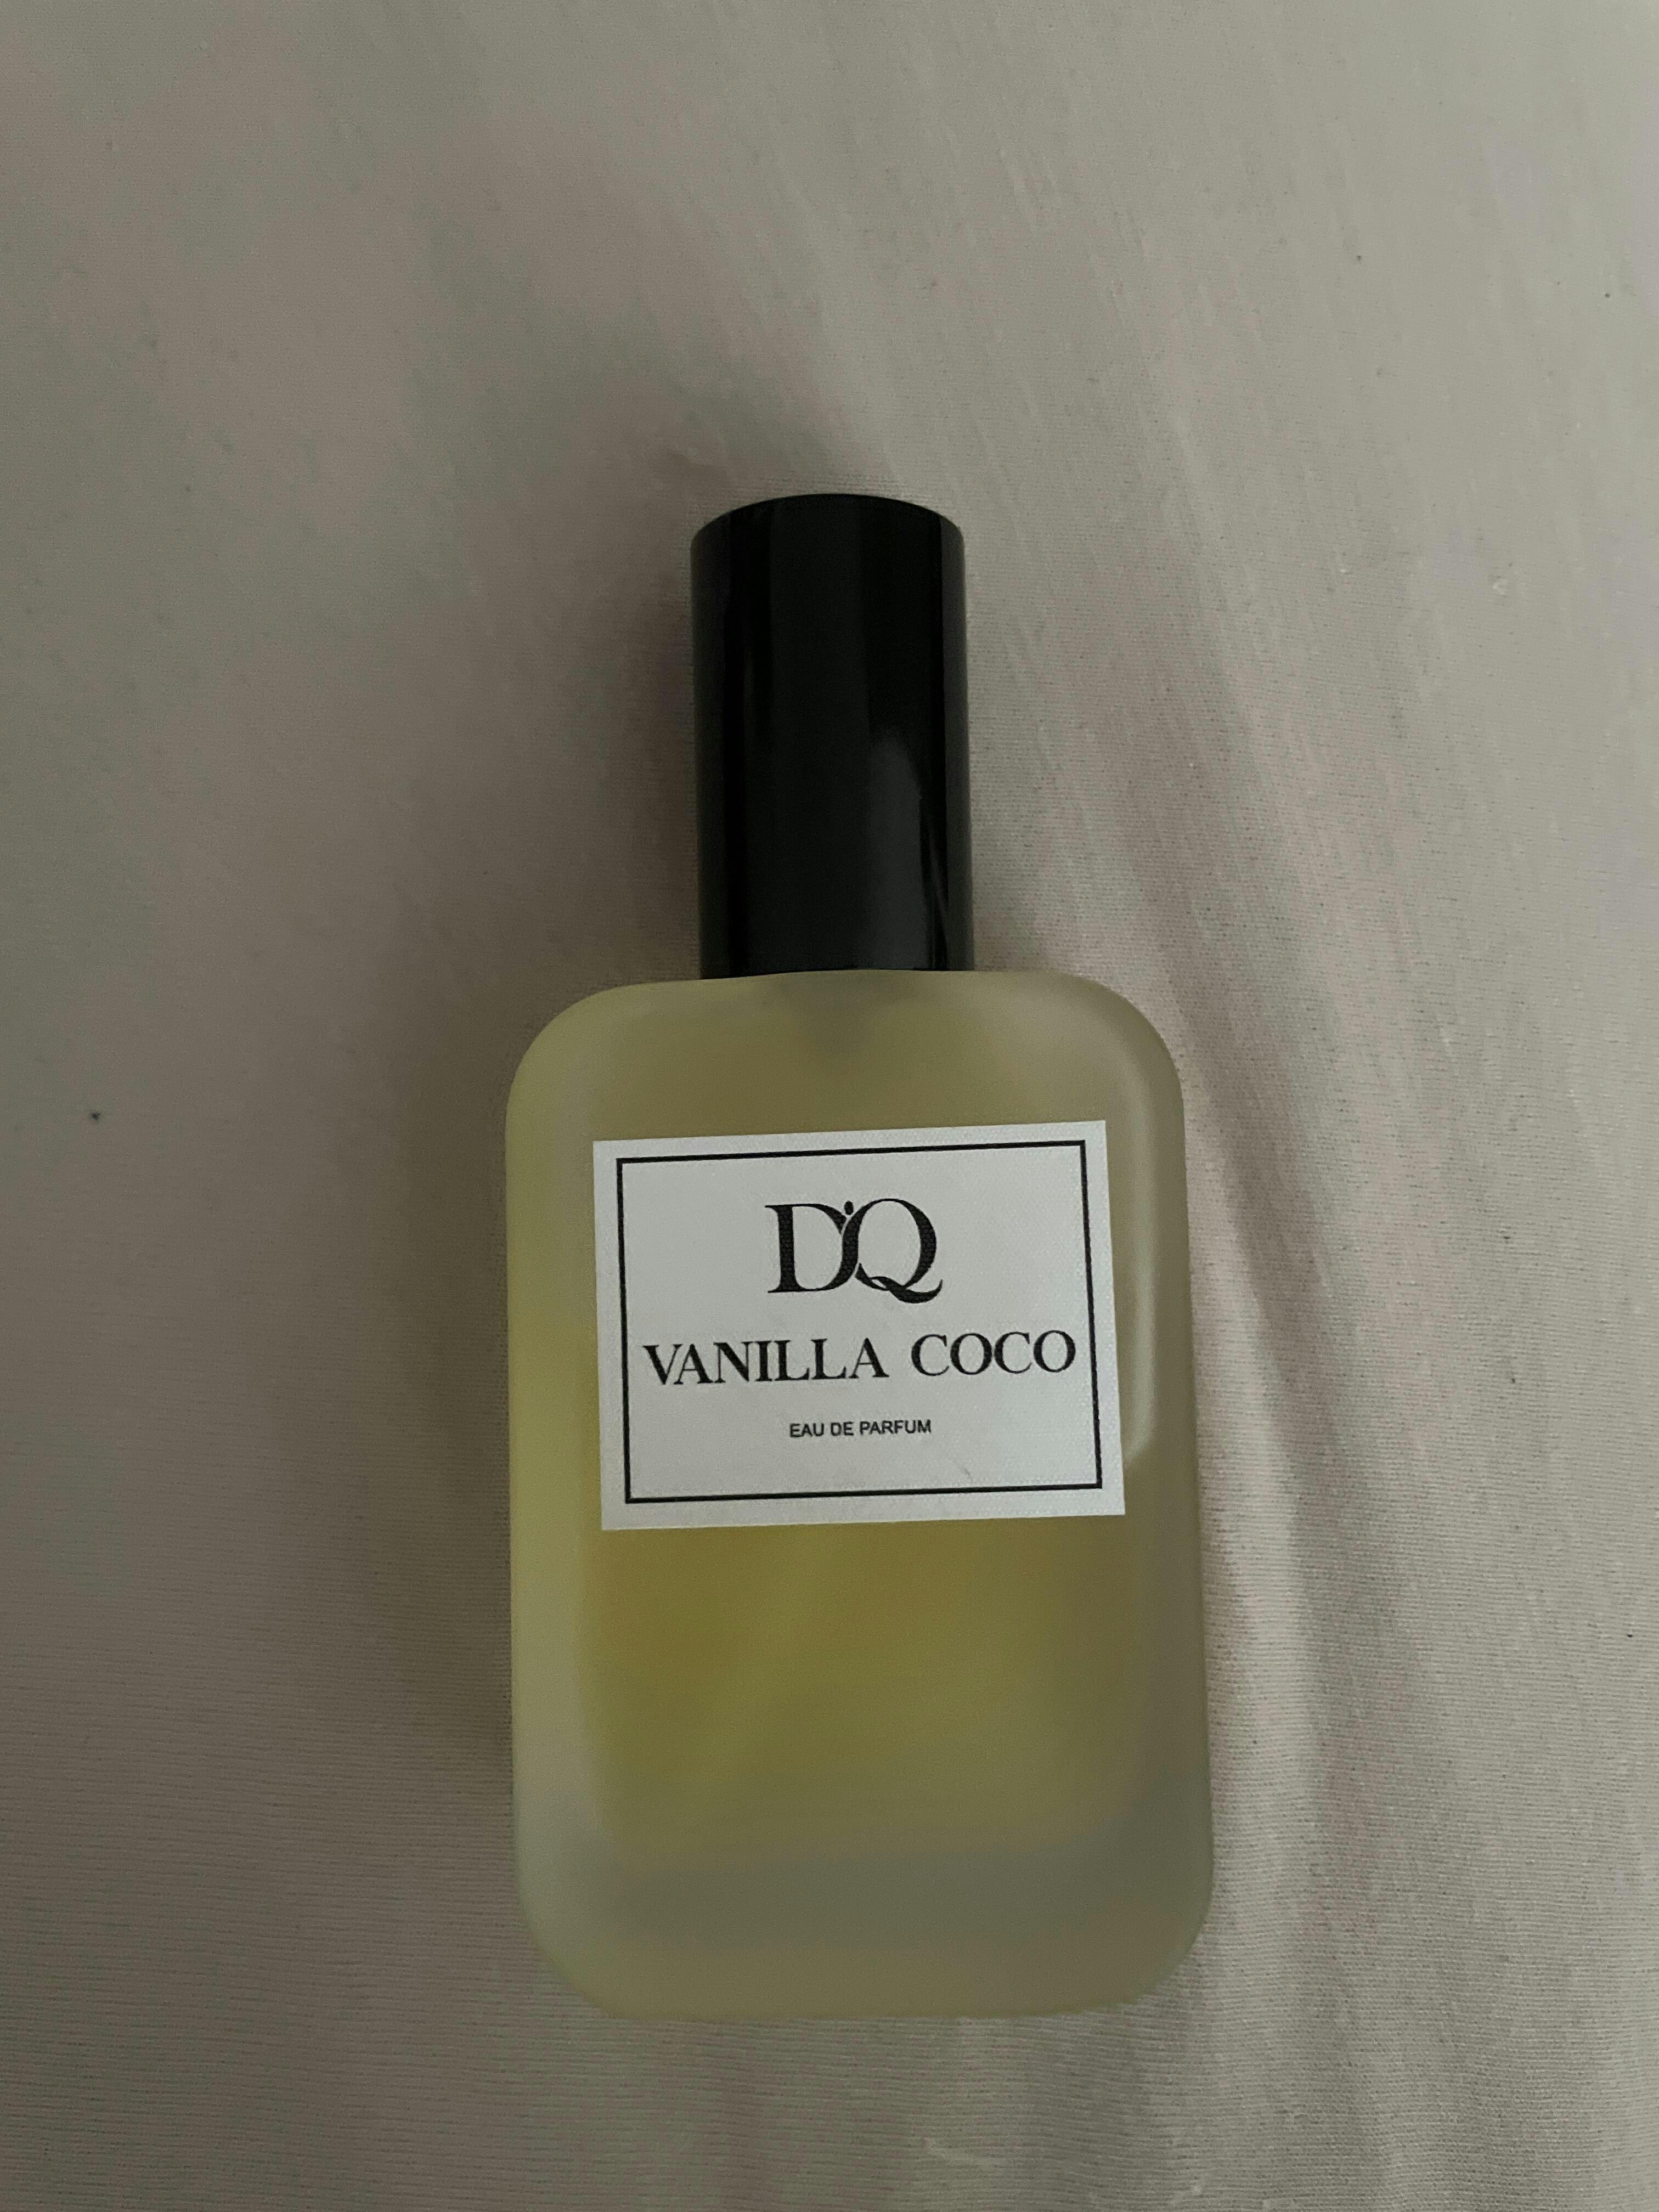 DQ
VANILLA COCO
EAU DE PARFUM